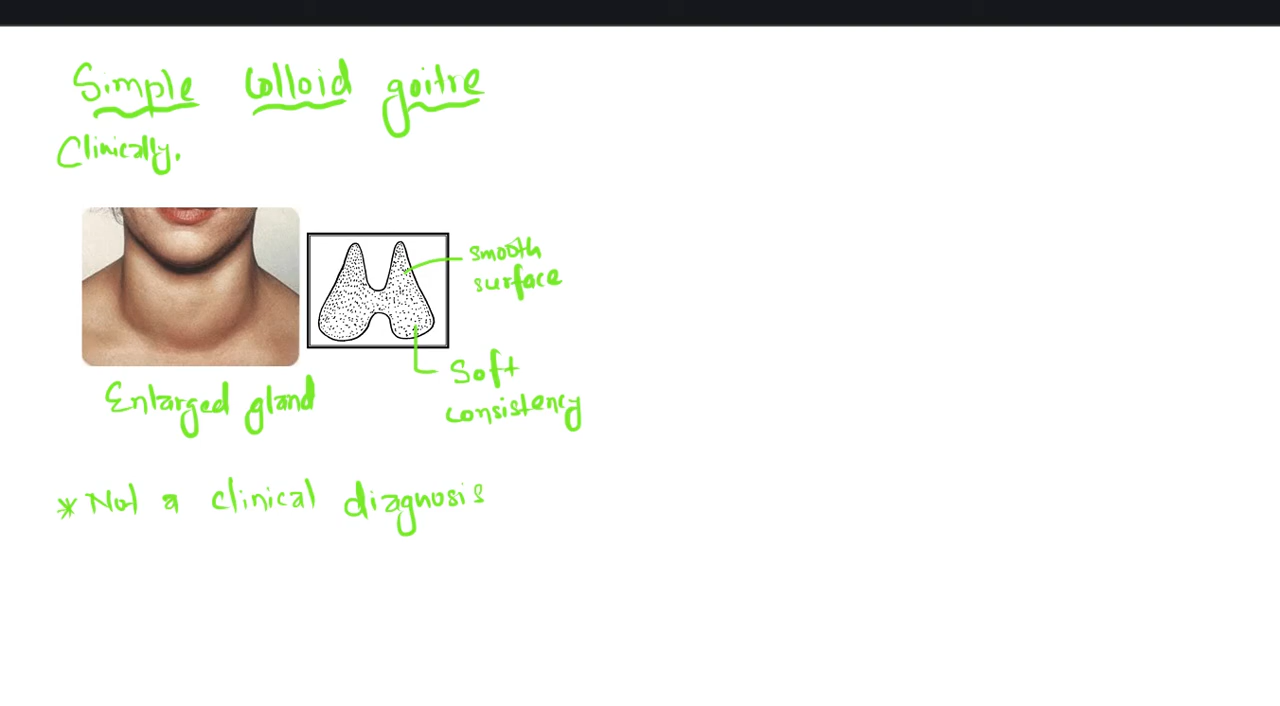 Simple Colloid goitre
Clinically.
smooth
surface
Soft
consistency
Enlarged gland
* Not a clinical diagnosis